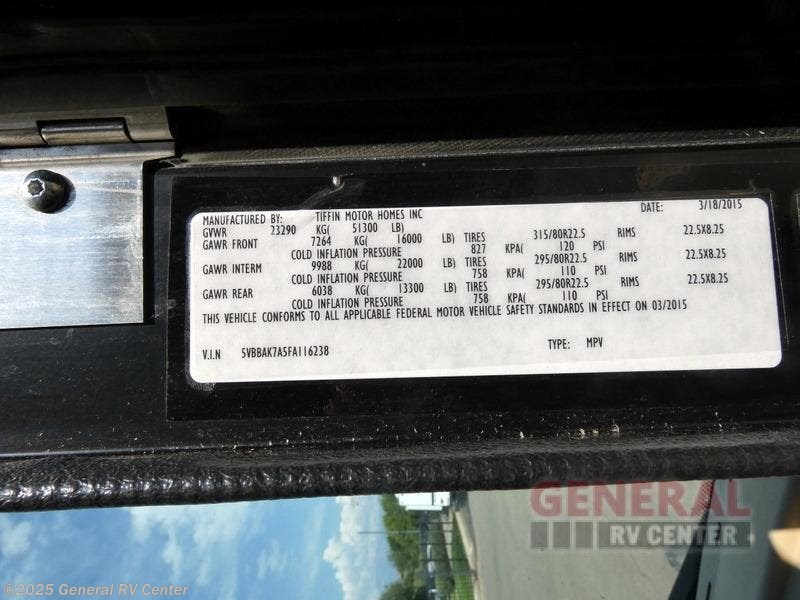 MANUFACTURED BY: TIFFIN MOTOR HOMES INC DATE: 3/18/2015
GVWR 23290 KG( 51300 LB)
GAWR FRONT 7264 KG( 16000 LB) TIRES 315/80R22.5 RIMS 22.5X8.25
COLD INFLATION PRESSURE 827 KPA( 120 PSI
GAWR INTERM 9988 KG( 22000 LB) TIRES 295/80R22.5 RIMS 22.5X8.25
COLD INFLATION PRESSURE 758 KPA( 110 PSI
GAWR REAR 6038 KG( 13300 LB) TIRES 295/80R22.5 RIMS 22.5X8.25
COLD INFLATION PRESSURE 758 KPA( 110 PSI
THIS VEHICLE CONFORMS TO ALL APPLICABLE FEDERAL MOTOR VEHICLE SAFETY STANDARDS IN EFFECT ON 03/2015
V.I.N 5VBBAK7A5FA116238 TYPE: MPV
GENERAL
RV CENTER
©2025 General RV Center